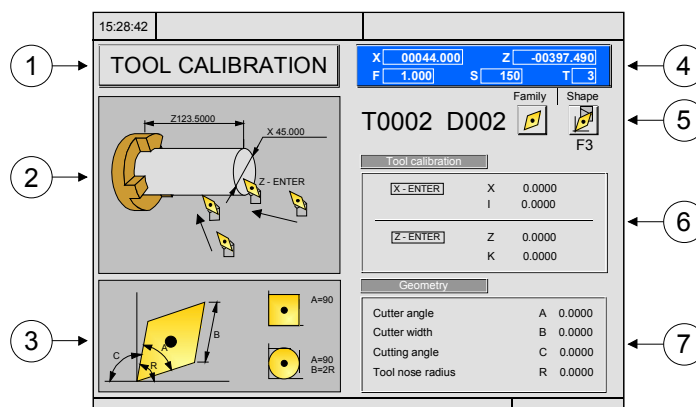 15:28:42
1
TOOL CALIBRATION
X 00044.000 Z -00397.490
F 1.000 S 150 T 3
4
Family Shape
T0002 D002
F3
5
Z123.5000
X 45.000
Z - ENTER
2
Tool calibration
X - ENTER X 0.0000
I 0.0000
Z - ENTER Z 0.0000
K 0.0000
6
3
A=90
B
C
A
R
A=90
B=2R
Geometry
Cutter angle A 0.0000
Cutter width B 0.0000
Cutting angle C 0.0000
Tool nose radius R 0.0000
7